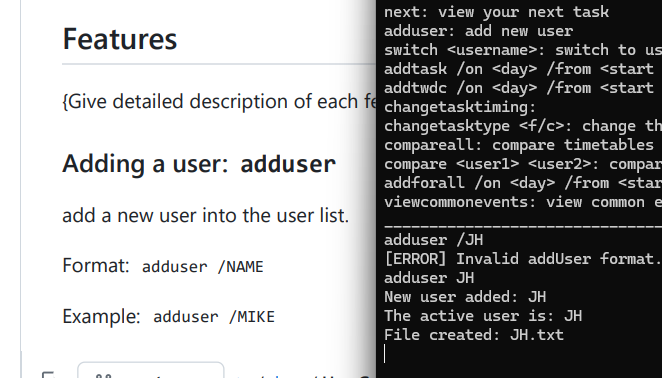 Features
{Give detailed description of each
Adding a user: adduser
add a new user into the user list.
Format: adduser /NAME
Example: adduser /MIKE
next: view your next task
adduser: add new user
switch <username>: switch to us
addtask /on <day> /from <start
addtwdc /on <day> /from <start
changetasktiming:
changetasktype <f/c>: change th
compareall: compare timetables
compare <user1> <user2>: compar
addforall /on <day> /from <star
viewcommonevents: view common e
adduser /JH
[ERROR] Invalid addUser format.
adduser JH
New user added: JH
The active user is: JH
File created: JH.txt